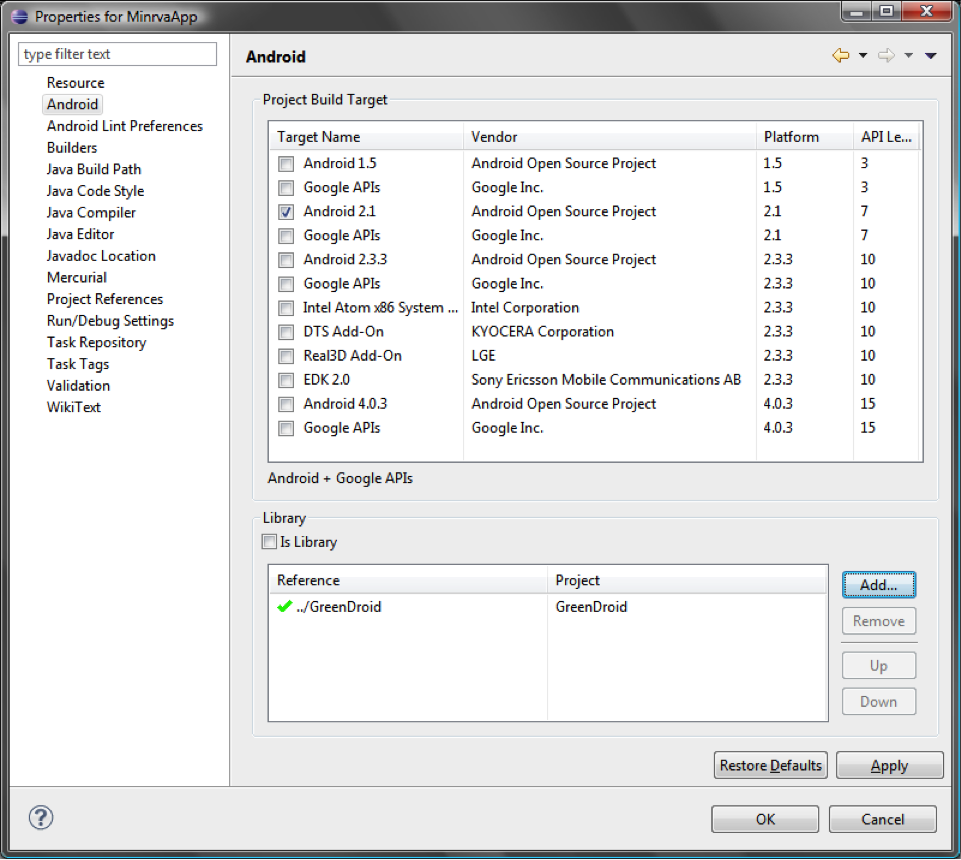 Properties for MinrvaApp
type filter text
Resource
Android
Android Lint Preferences
Builders
Java Build Path
Java Code Style
Java Compiler
Java Editor
Javadoc Location
Mercurial
Project References
Run/Debug Settings
Task Repository
Task Tags
Validation
WikiText
Android
Project Build Target
Target Name Vendor Platform API Le...
Android 1.5 Android Open Source Project 1.5 3
Google APIs Google Inc. 1.5 3
Android 2.1 Android Open Source Project 2.1 7
Google APIs Google Inc. 2.1 7
Android 2.3.3 Android Open Source Project 2.3.3 10
Google APIs Google Inc. 2.3.3 10
Intel Atom x86 System ... Intel Corporation 2.3.3 10
DTS Add-On KYOCERA Corporation 2.3.3 10
Real3D Add-On LGE 2.3.3 10
EDK 2.0 Sony Ericsson Mobile Communications AB 2.3.3 10
Android 4.0.3 Android Open Source Project 4.0.3 15
Google APIs Google Inc. 4.0.3 15
Android + Google APIs
Library
Is Library
Reference Project
../GreenDroid GreenDroid
Add...
Remove
Up
Down
Restore Defaults Apply
? OK Cancel